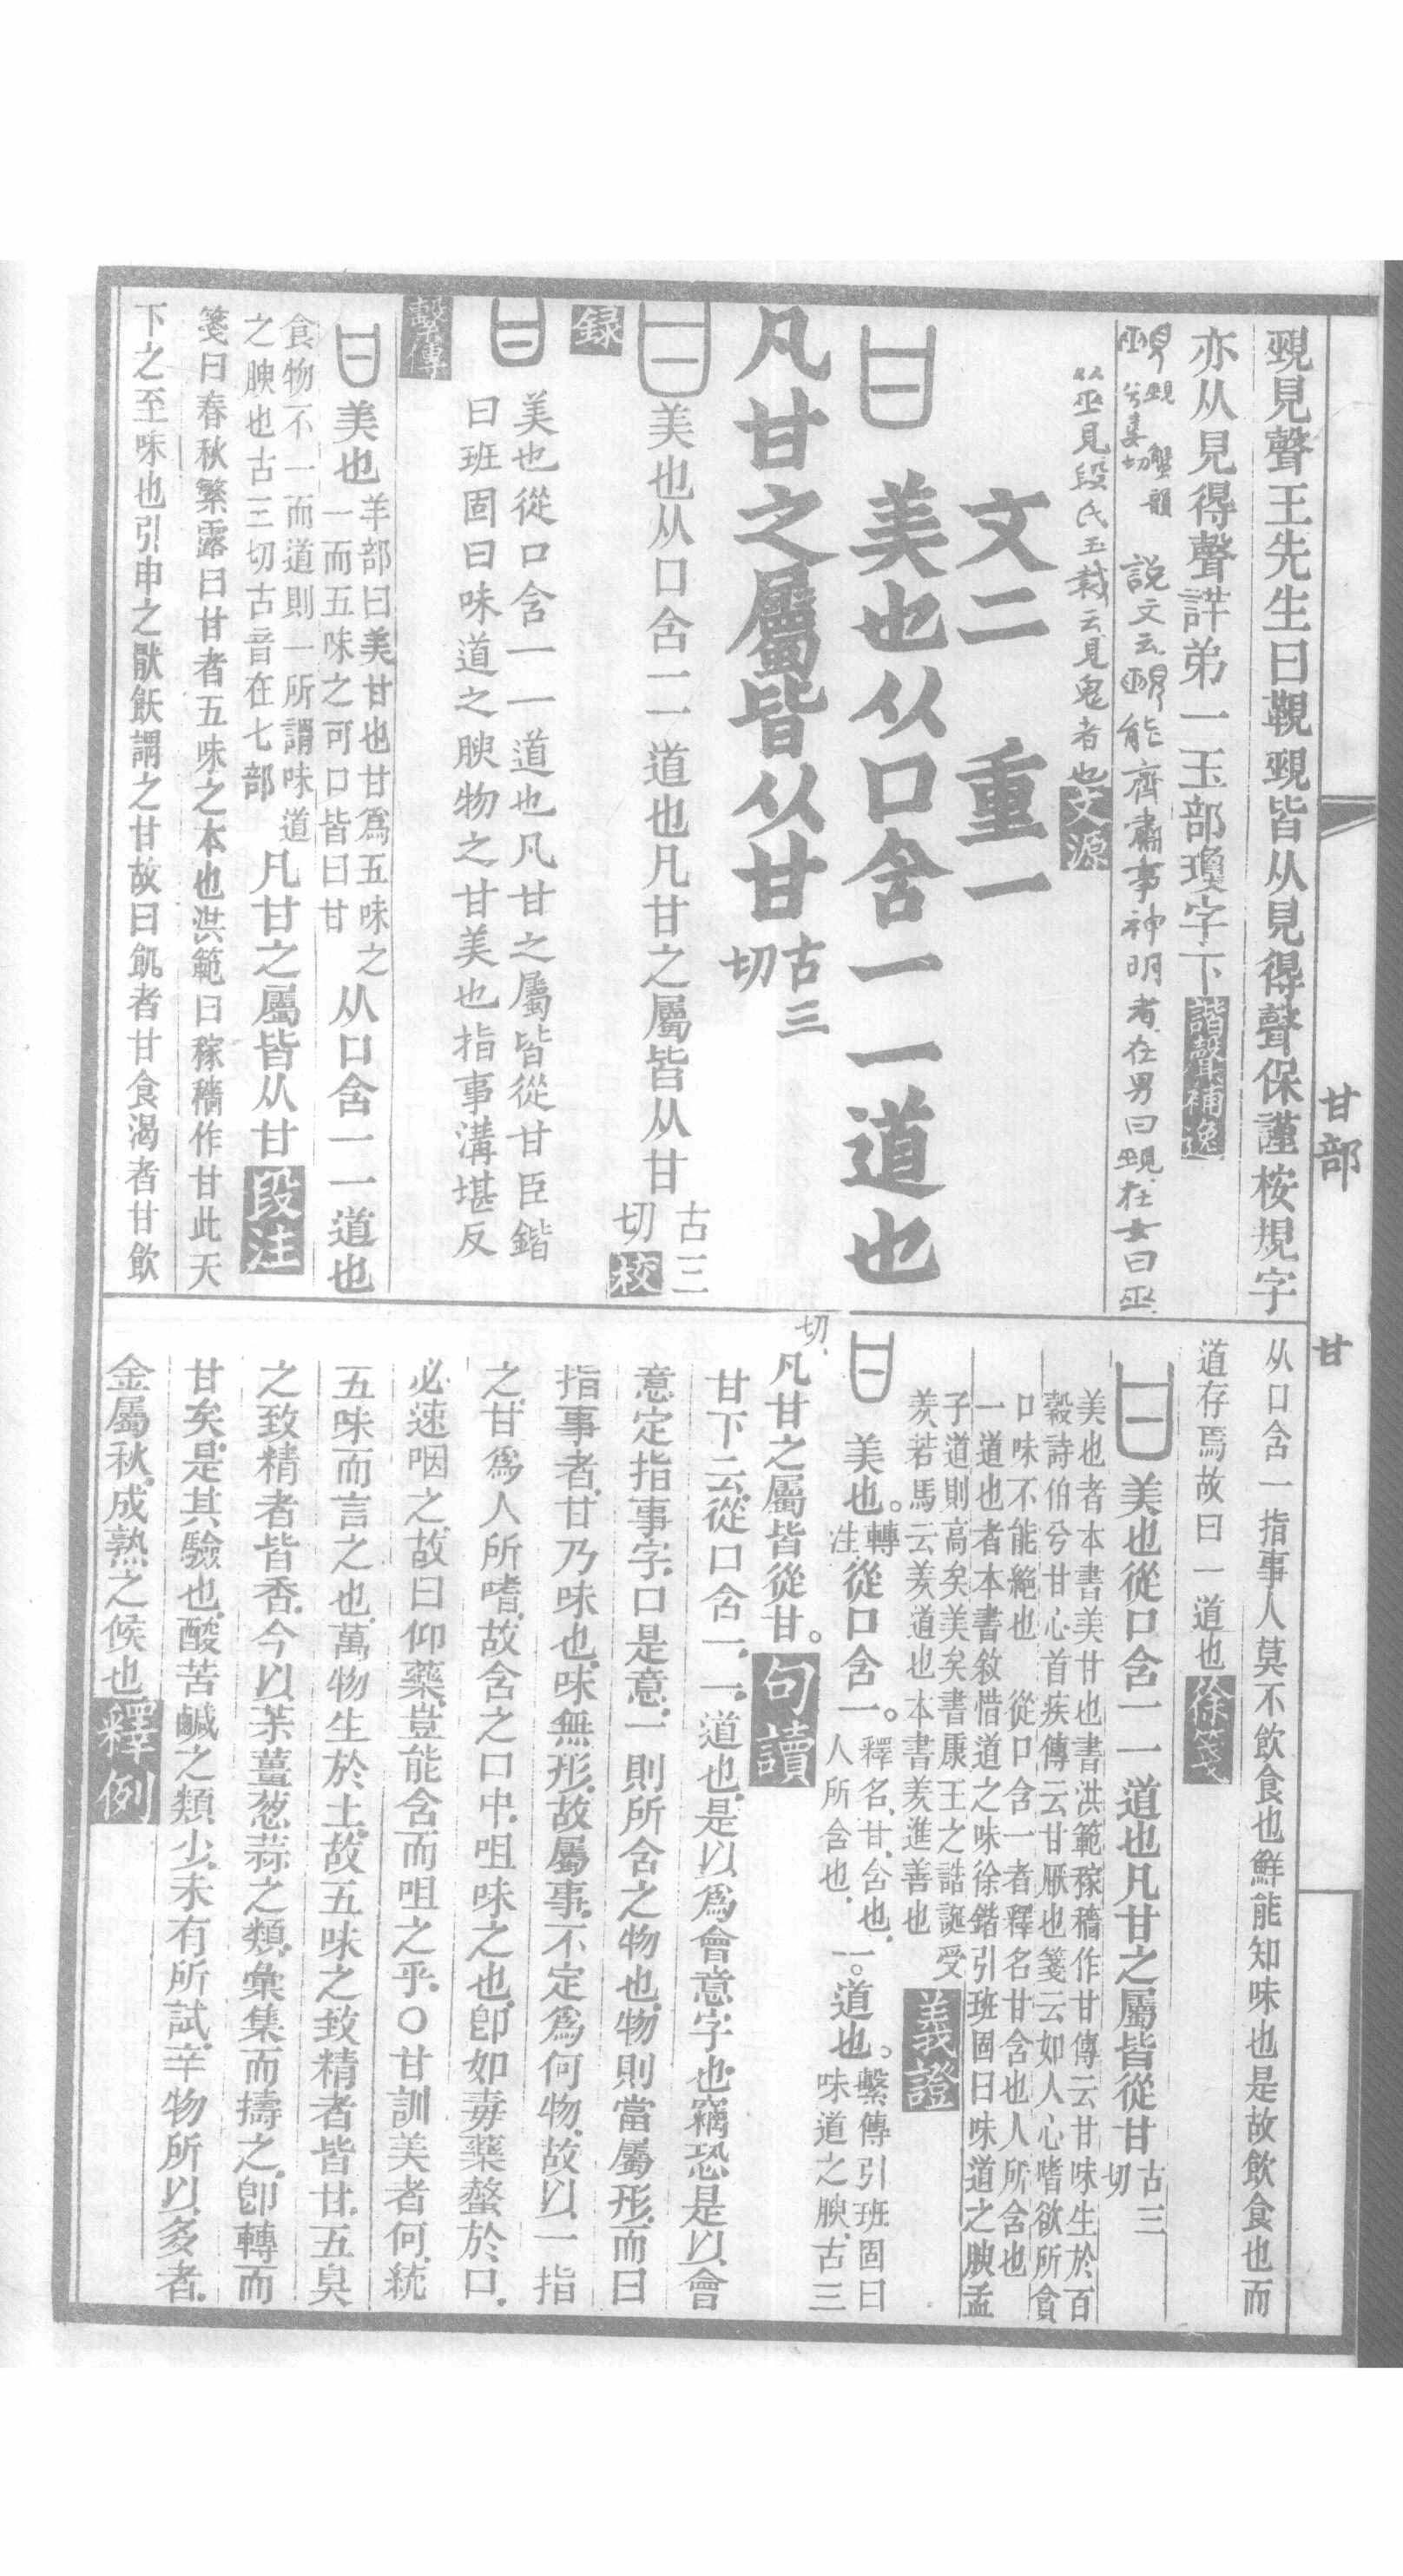 甘部
甘
覡見聲王先生曰覲覡皆从見得聲保謹桉規字
亦从見得聲詳弟一玉部瓊字下諧聲補逸
覡覡蟹韻
兮妻切
說文云覡能齊肅事神明者在男曰覡在女曰巫
从巫見段氏玉裁云見鬼者也文源
文二 重一
美也从口含一一道也
凡甘之屬皆从甘古三切
美也从口含一一道也凡甘之屬皆从甘古三切校
錄
美也從口含一一道也凡甘之屬皆從甘臣鍇
曰班固曰味道之腴物之甘美也指事溝堪反
繫傳
美也羊部曰美甘也甘爲五味之一而五味之可口皆曰甘从口含一一道也
食物不一而道則一所謂味道之腴也古三切古音在七部凡甘之屬皆从甘段注
箋曰春秋繁露曰甘者五味之本也洪範曰稼穡作甘此天
下之至味也引申之猒飫謂之甘故曰飢者甘食渴者甘飲
从口含一指事人莫不飲食也鮮能知味也是故飲食也而
道存焉故曰一道也徐箋
美也從口含一一道也凡甘之屬皆從甘古三切
美也者本書美甘也書洪範稼穡作甘傳云甘味生於百
穀詩伯兮甘心首疾傳云甘厭也箋云如人心嗜欲所貪
口味不能絕也 從口含一者釋名甘含也人所含也
一道也者本書敘惜道之味徐鍇引班固曰味道之腴孟
子道則高矣美矣書康王之誥誕受
羑若馬云羑道也本書羑進善也義證
美也。轉注從口含一。釋名、甘、含也、人所含也、一。道也。繫傳引班固曰味道之腴、古三
切、凡甘之屬皆從甘。句讀
甘下云、從口含一、一、道也、是以爲會意字也、竊恐是以會
意定指事字、口是意、一則所含之物也、物則當屬形、而曰
指事者、甘乃味也、味無形、故屬事、不定爲何物、故以一指
之、甘爲人所嗜、故含之口中、咀味之也、卽如毒藥螫於口、
必速咽之、故曰仰藥、豈能含而咀之乎、○甘訓美者何、統
五味而言之也、萬物生於土、故五味之致精者皆甘、五臭
之致精者皆香、今以茉薑葱蒜之類、彙集而擣之、卽轉而
甘矣、是其驗也、酸苦鹹之類少、未有所試、辛物所以多者、
金屬秋、成熟之候也釋例